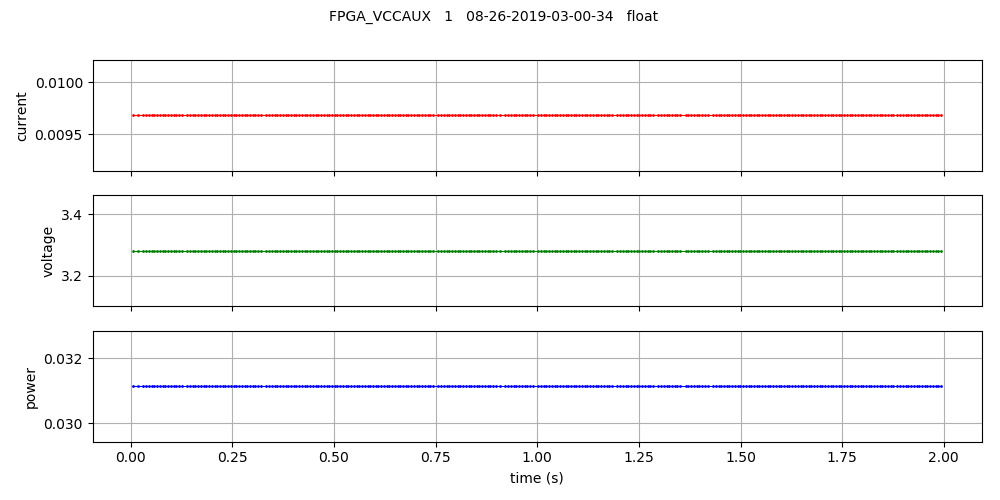 FPGA_VCCAUX 1 08-26-2019-03-00-34 float
0.0100
0.0095
current
3.4
3.2
voltage
0.032
0.030
power
0.00 0.25 0.50 0.75 1.00 1.25 1.50 1.75 2.00
time (s)